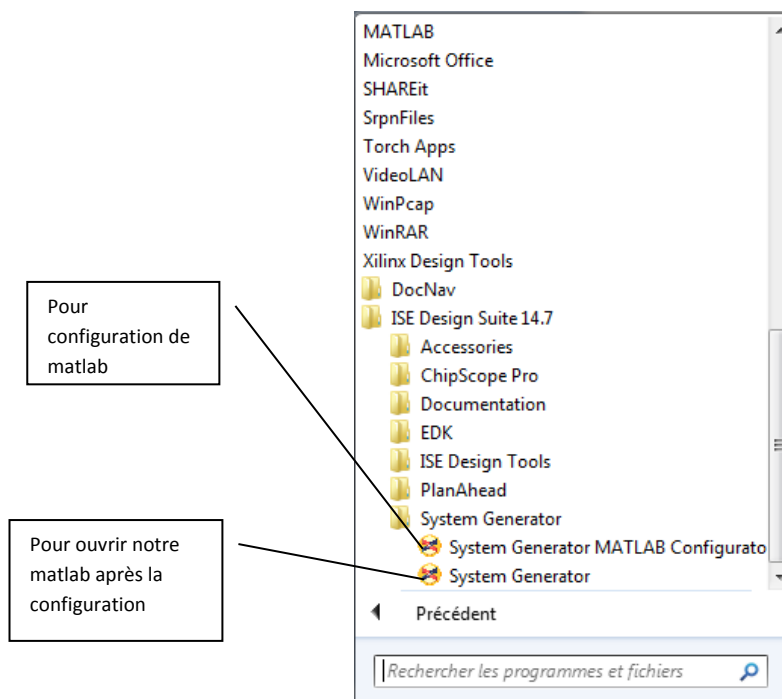 MATLAB
Microsoft Office
SHAREit
SrpnFiles
Torch Apps
VideoLAN
WinPcap
WinRAR
Xilinx Design Tools
DocNav
ISE Design Suite 14.7
Accessories
ChipScope Pro
Documentation
EDK
ISE Design Tools
PlanAhead
System Generator
System Generator MATLAB Configurato
System Generator
Précédent
Rechercher les programmes et fichiers
Pour
configuration de
matlab
Pour ouvrir notre
matlab après la
configuration